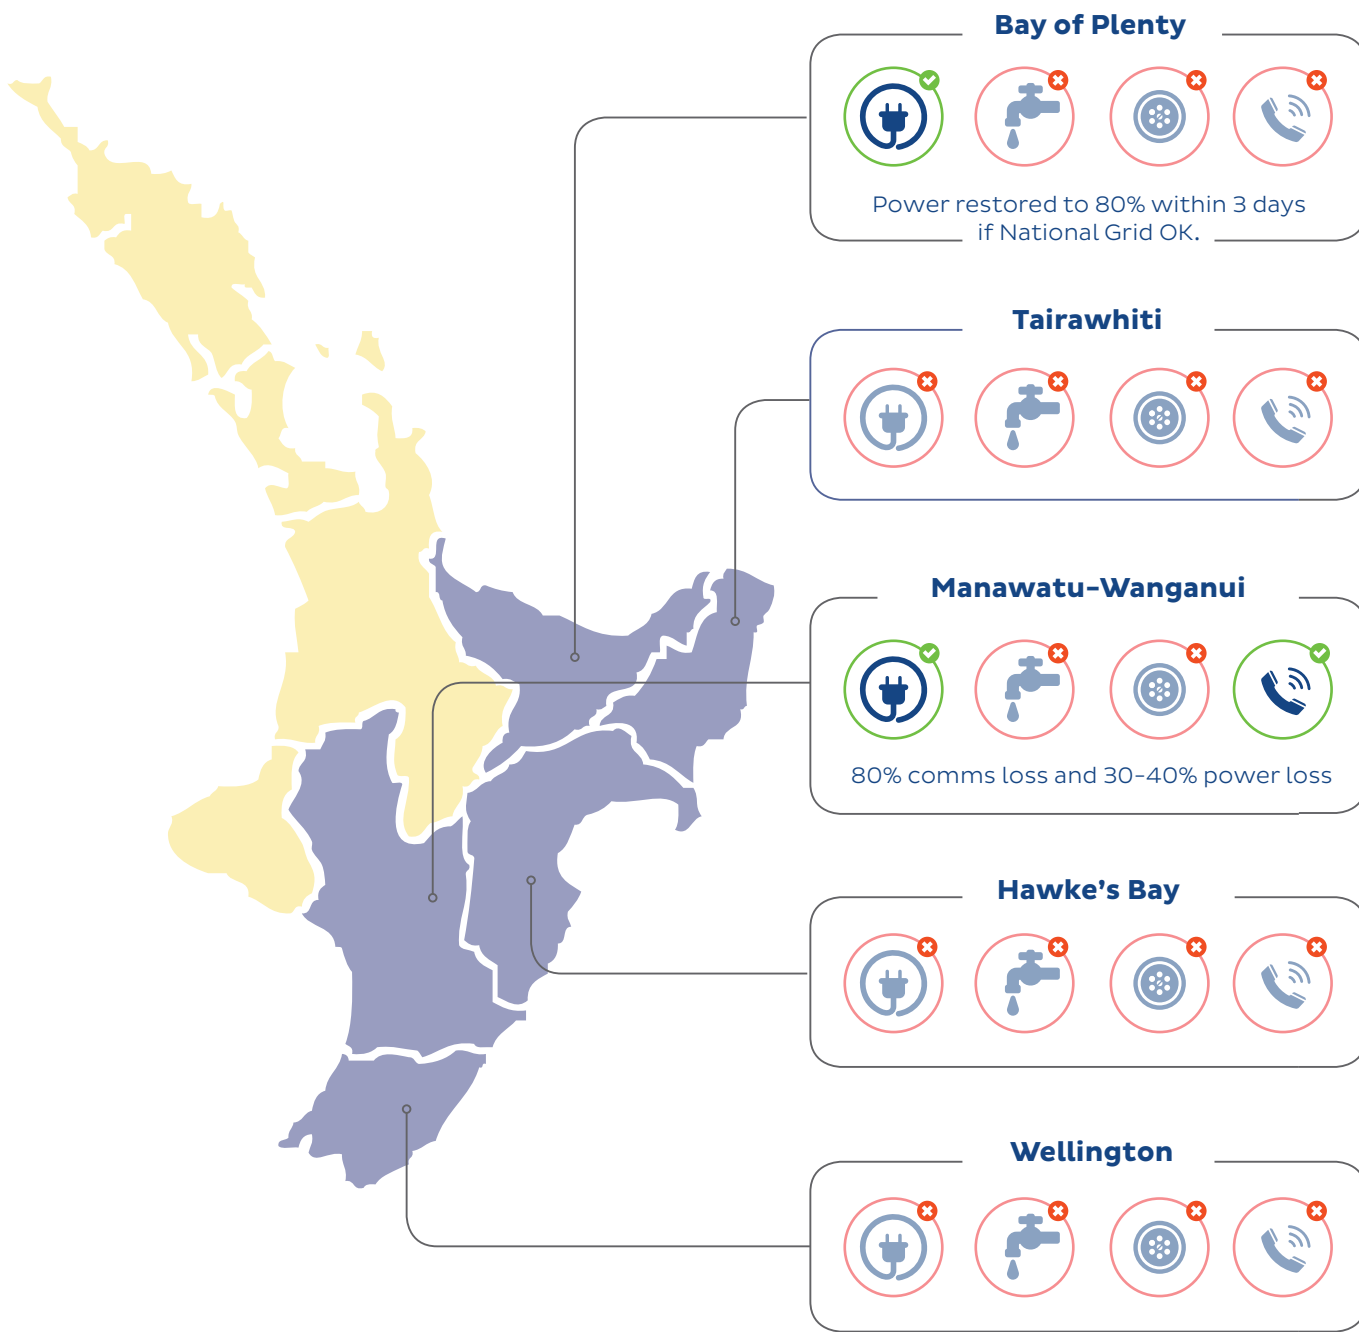 Bay of Plenty
Power restored to 80% within 3 days
if National Grid OK.
Tairawhiti
Manawatu-Wanganui
80% comms loss and 30-40% power loss
Hawke's Bay
Wellington